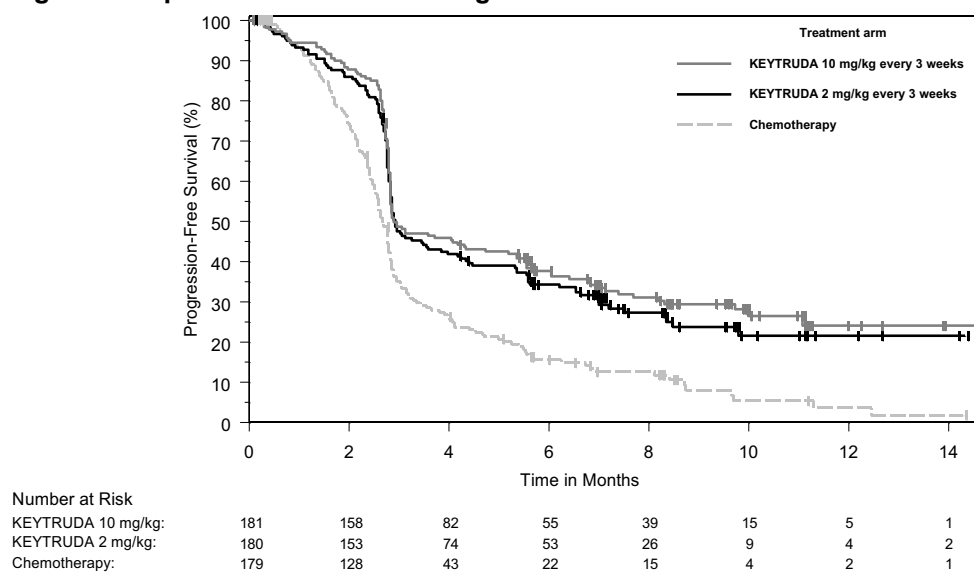 Treatment arm
KEYTRUDA 10 mg/kg every 3 weeks
KEYTRUDA 2 mg/kg every 3 weeks
Chemotherapy
Progression-Free Survival (%)
100
90
80
70
60
50
40
30
20
10
0
0 2 4 6 8 10 12 14
Time in Months
Number at Risk
KEYTRUDA 10 mg/kg: 181 158 82 55 39 15 5 1
KEYTRUDA 2 mg/kg: 180 153 74 53 26 9 4 2
Chemotherapy: 179 128 43 22 15 4 2 1